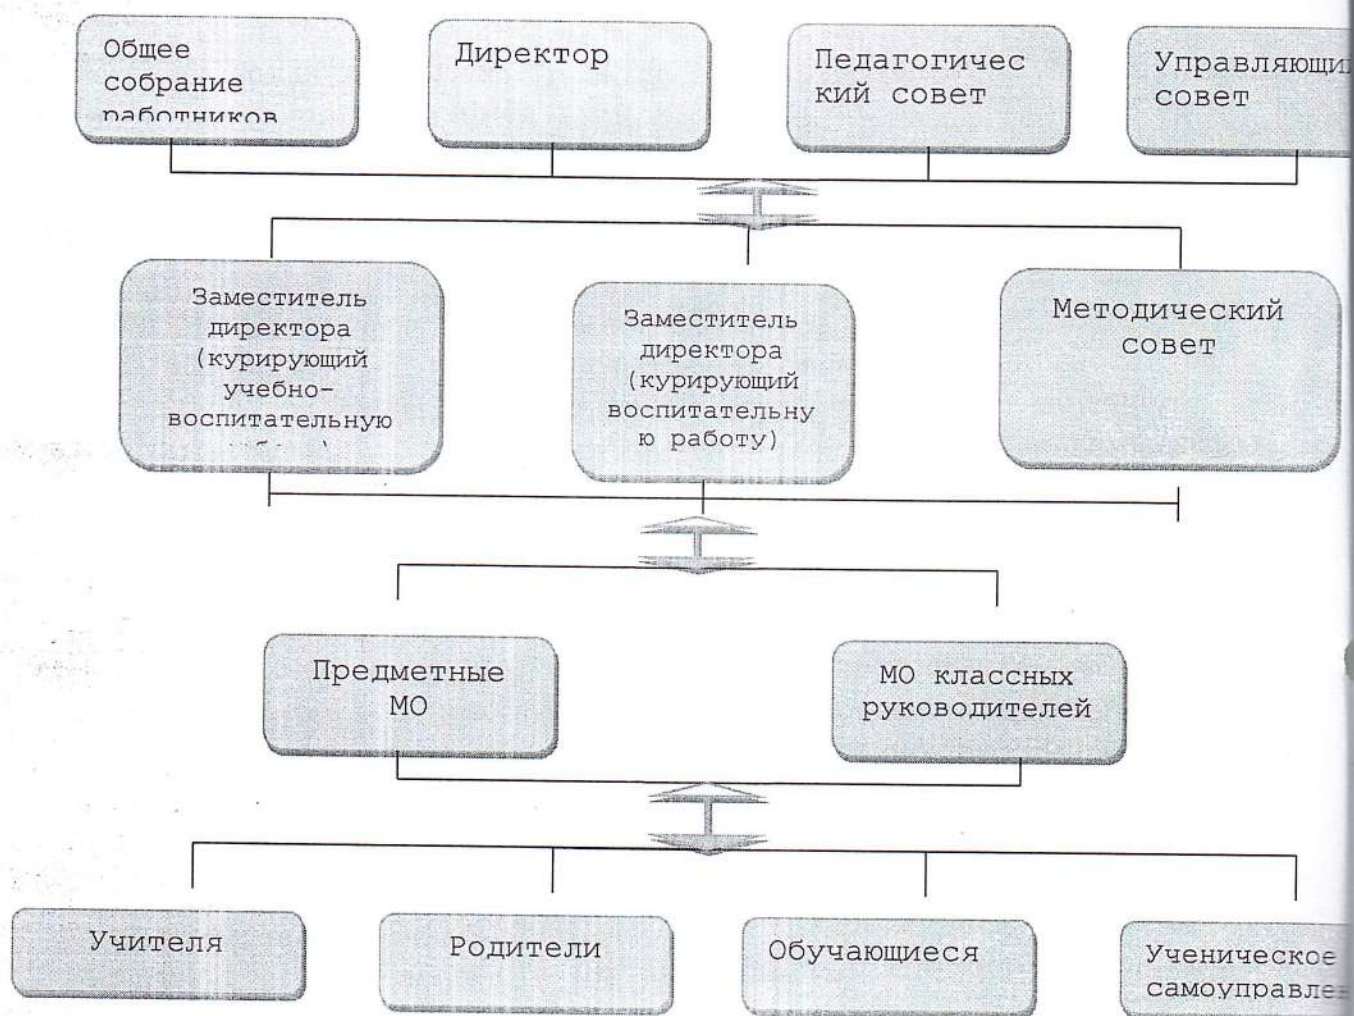 Общее
собрание
работников
Директор
Педагогичес
кий совет
Управляющи
совет
Заместитель
директора
(курирующий
учебно-
воспитательную
Заместитель
директора
(курирующий
воспитательну
ю работу)
Методический
совет
Предметные
МО
МО классных
руководителей
Учителя
Родители
Обучающиеся
Ученическое
самоуправле